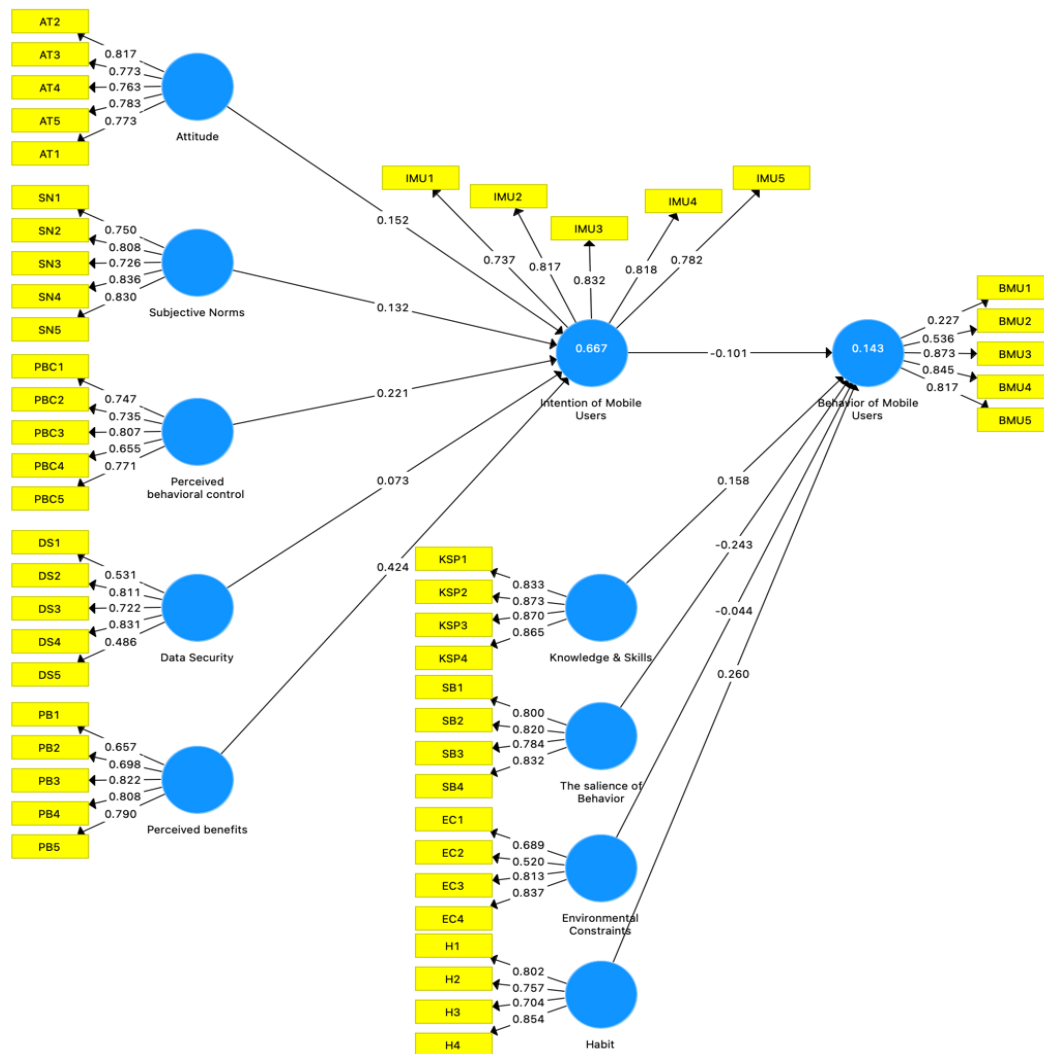 AT2
AT3
AT4
AT5
AT1
0.817
0.773
0.763
0.783
0.773
Attitude
SN1
SN2
SN3
SN4
SN5
0.750
0.808
0.726
0.836
0.830
Subjective Norms
PBC1
PBC2
PBC3
PBC4
PBC5
0.747
0.735
0.807
0.655
0.771
Perceived
behavioral control
DS1
DS2
DS3
DS4
DS5
0.531
0.811
0.722
0.831
0.486
Data Security
PB1
PB2
PB3
PB4
PB5
0.657
0.698
0.822
0.808
0.790
Perceived benefits
0.152
0.132
0.221
0.073
0.424
IMU1
IMU2
IMU3
IMU4
IMU5
0.737
0.817
0.832
0.818
0.782
0.667
Intention of Mobile
Users
-0.101
0.143
Behavior of Mobile
Users
BMU1
BMU2
BMU3
BMU4
BMU5
0.227
0.536
0.873
0.845
0.817
0.158
-0.243
-0.044
0.260
KSP1
KSP2
KSP3
KSP4
0.833
0.873
0.870
0.865
Knowledge & Skills
SB1
SB2
SB3
SB4
0.800
0.820
0.784
0.832
The salience of
Behavior
EC1
EC2
EC3
EC4
0.689
0.520
0.813
0.837
Environmental
Constraints
H1
H2
H3
H4
0.802
0.757
0.704
0.854
Habit